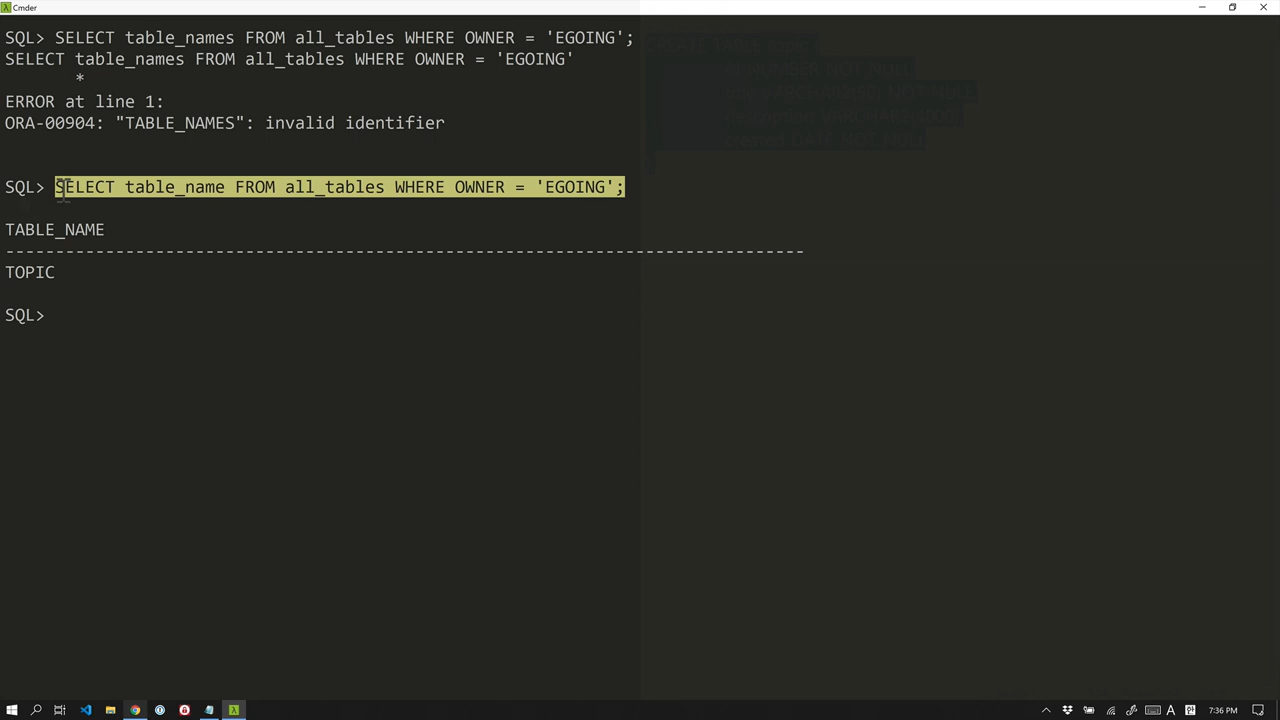 Cmder
SQL> SELECT table_names FROM all_tables WHERE OWNER = 'EGOING';
SELECT table_names FROM all_tables WHERE OWNER = 'EGOING'
*
ERROR at line 1:
ORA-00904: "TABLE_NAMES": invalid identifier
SQL> SELECT table_name FROM all_tables WHERE OWNER = 'EGOING';
TABLE_NAME
--------------------------------------------------------------------------------
TOPIC
SQL>
7:36 PM